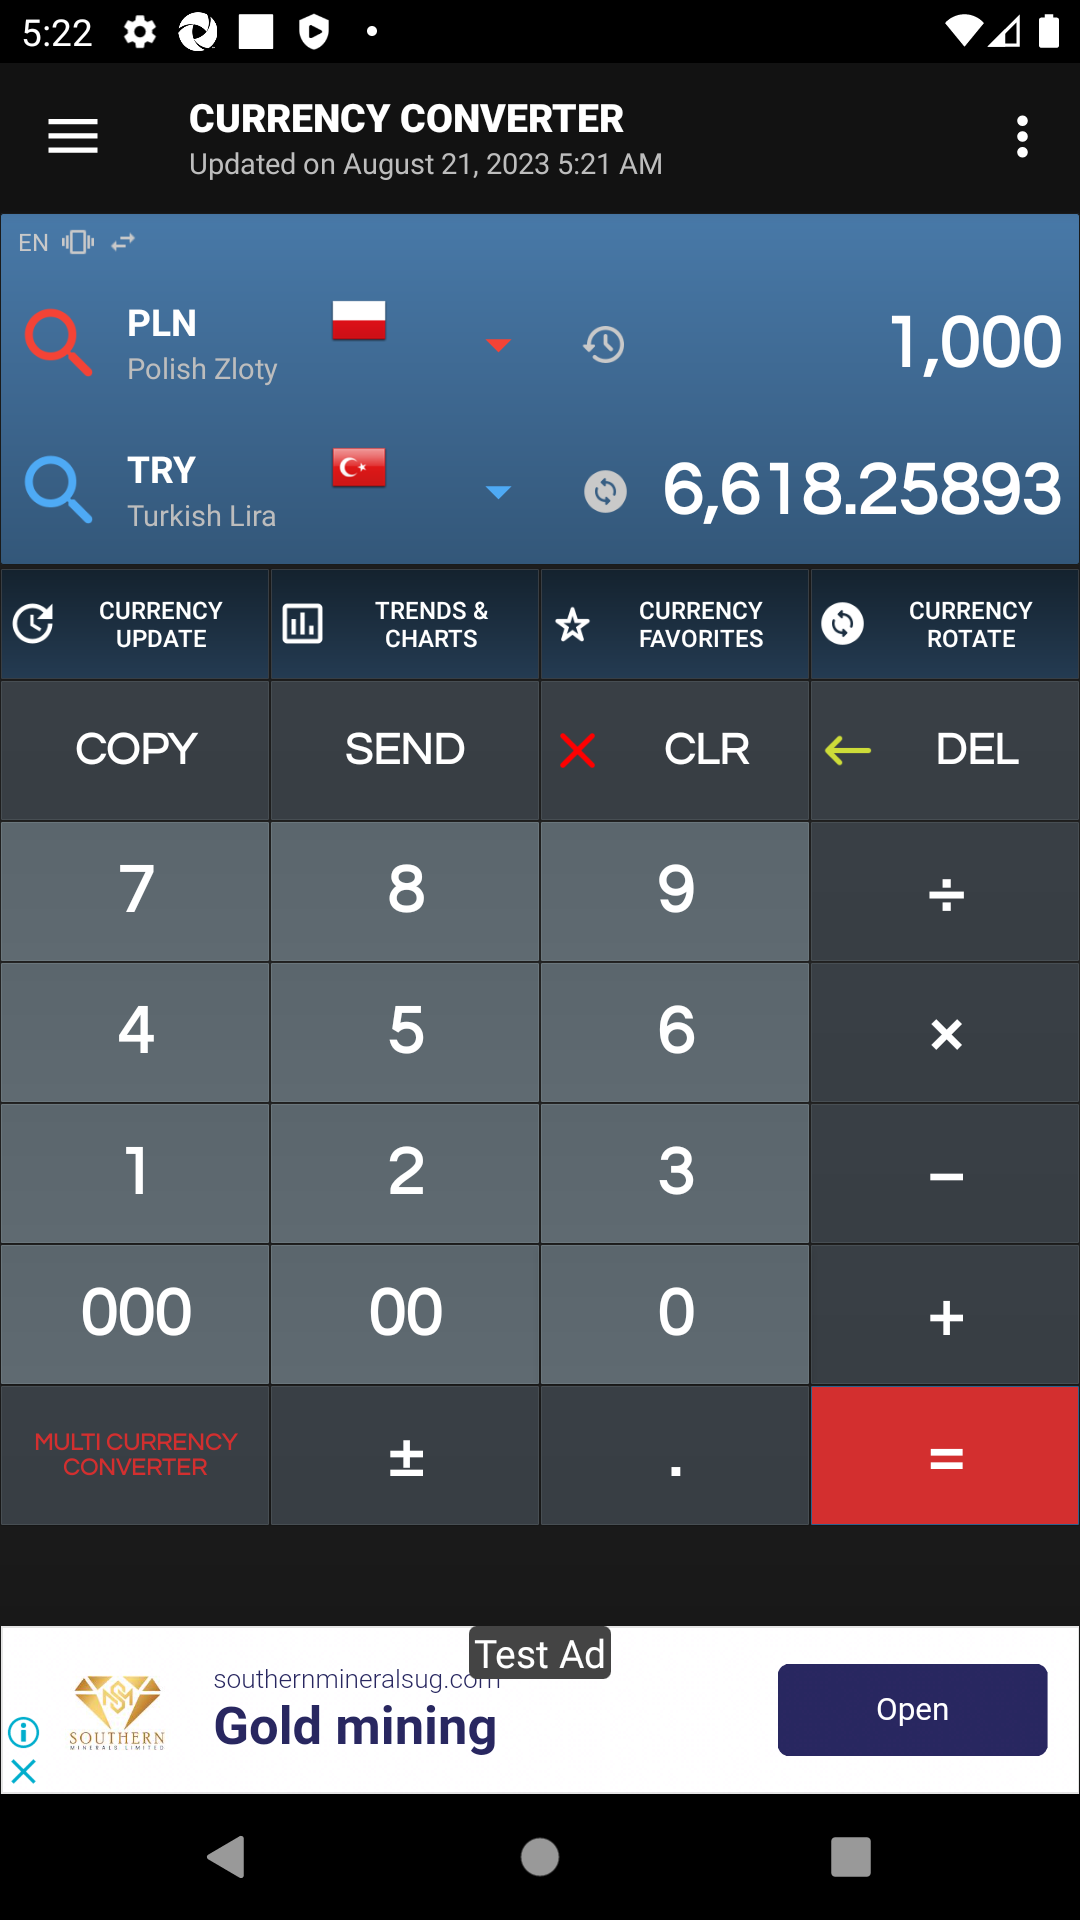 5:22
CURRENCY CONVERTER
Updated on August 21, 2023 5:21 AM
EN
PLN
Polish Zloty
1,000
TRY
Turkish Lira
6,618.25893
CURRENCY UPDATE
TRENDS & CHARTS
CURRENCY FAVORITES
CURRENCY ROTATE
COPY
SEND
CLR
DEL
7
8
9
÷
4
5
6
×
1
2
3
−
000
00
0
+
MULTI CURRENCY CONVERTER
±
.
=
Test Ad
southernmineralsug.com
Gold mining
SOUTHERN
MINERALS LIMITED
Open